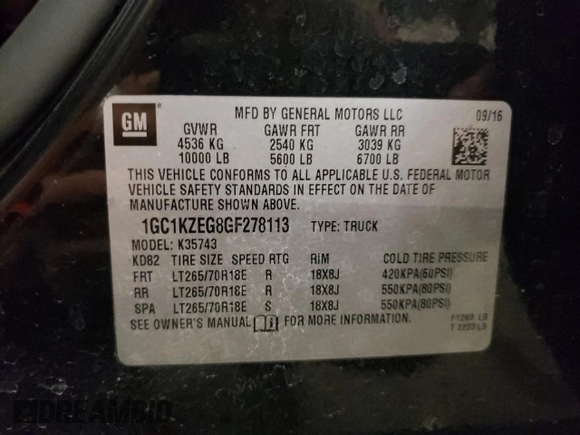 GM
MFD BY GENERAL MOTORS LLC 09/16
GVWR GAWR FRT GAWR RR
4536 KG 2540 KG 3039 KG
10000 LB 5600 LB 6700 LB
THIS VEHICLE CONFORMS TO ALL APPLICABLE U.S. FEDERAL MOTOR
VEHICLE SAFETY STANDARDS IN EFFECT ON THE DATE OF
MANUFACTURE SHOWN ABOVE.
1GC1KZEG8GF278113 TYPE: TRUCK
MODEL: K35743
KD82 TIRE SIZE SPEED RTG RIM COLD TIRE PRESSURE
FRT LT265/70R18E R 18X8J 420KPA(60PSI)
RR LT265/70R18E R 18X8J 550KPA(80PSI)
SPA LT265/70R18E S 18X8J 550KPA(80PSI)
SEE OWNER'S MANUAL FOR MORE INFORMATION.
T 2223 LB
DREAMBID